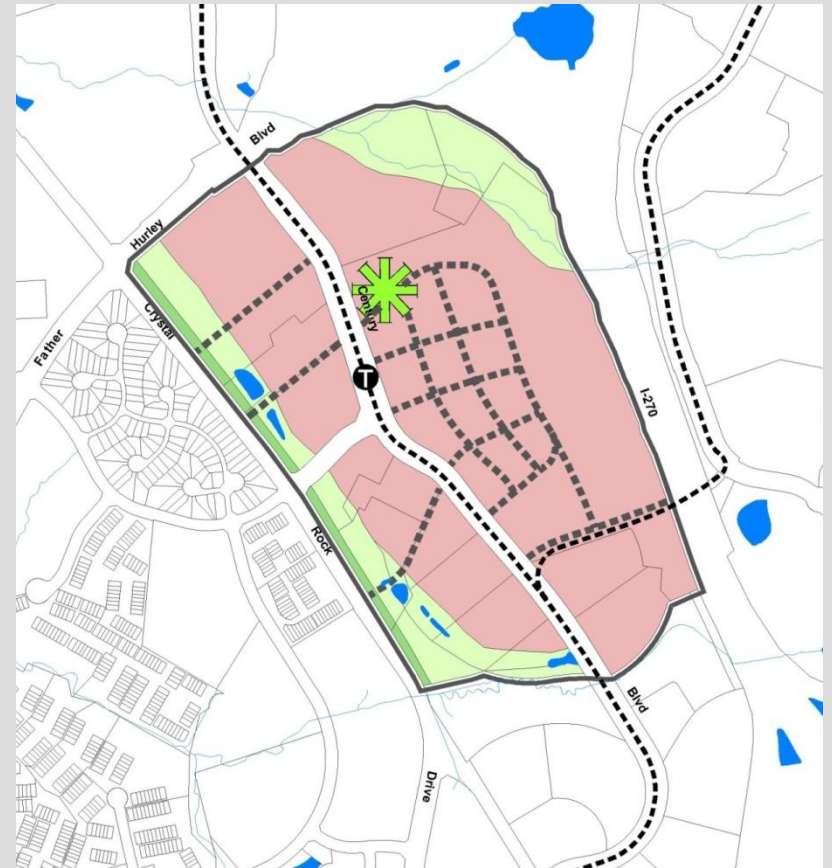 Blvd
Hurley
Crystal
Father
Century
T
I-270
Rock
Blvd
Drive